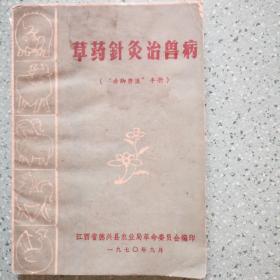 草药針灸治兽病
（“赤脚兽医”手册）
江西省德兴县农业局革命委员会编印
一九七〇年九月